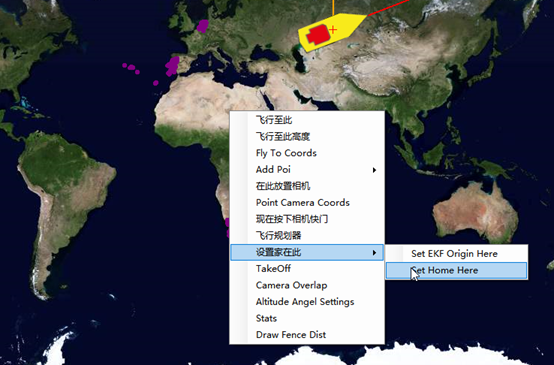 飞行至此
飞行至此高度
Fly To Coords
Add Poi
在此放置相机
Point Camera Coords
现在按下相机快门
飞行规划器
设置家在此
Set EKF Origin Here
Set Home Here
TakeOff
Camera Overlap
Altitude Angel Settings
Stats
Draw Fence Dist